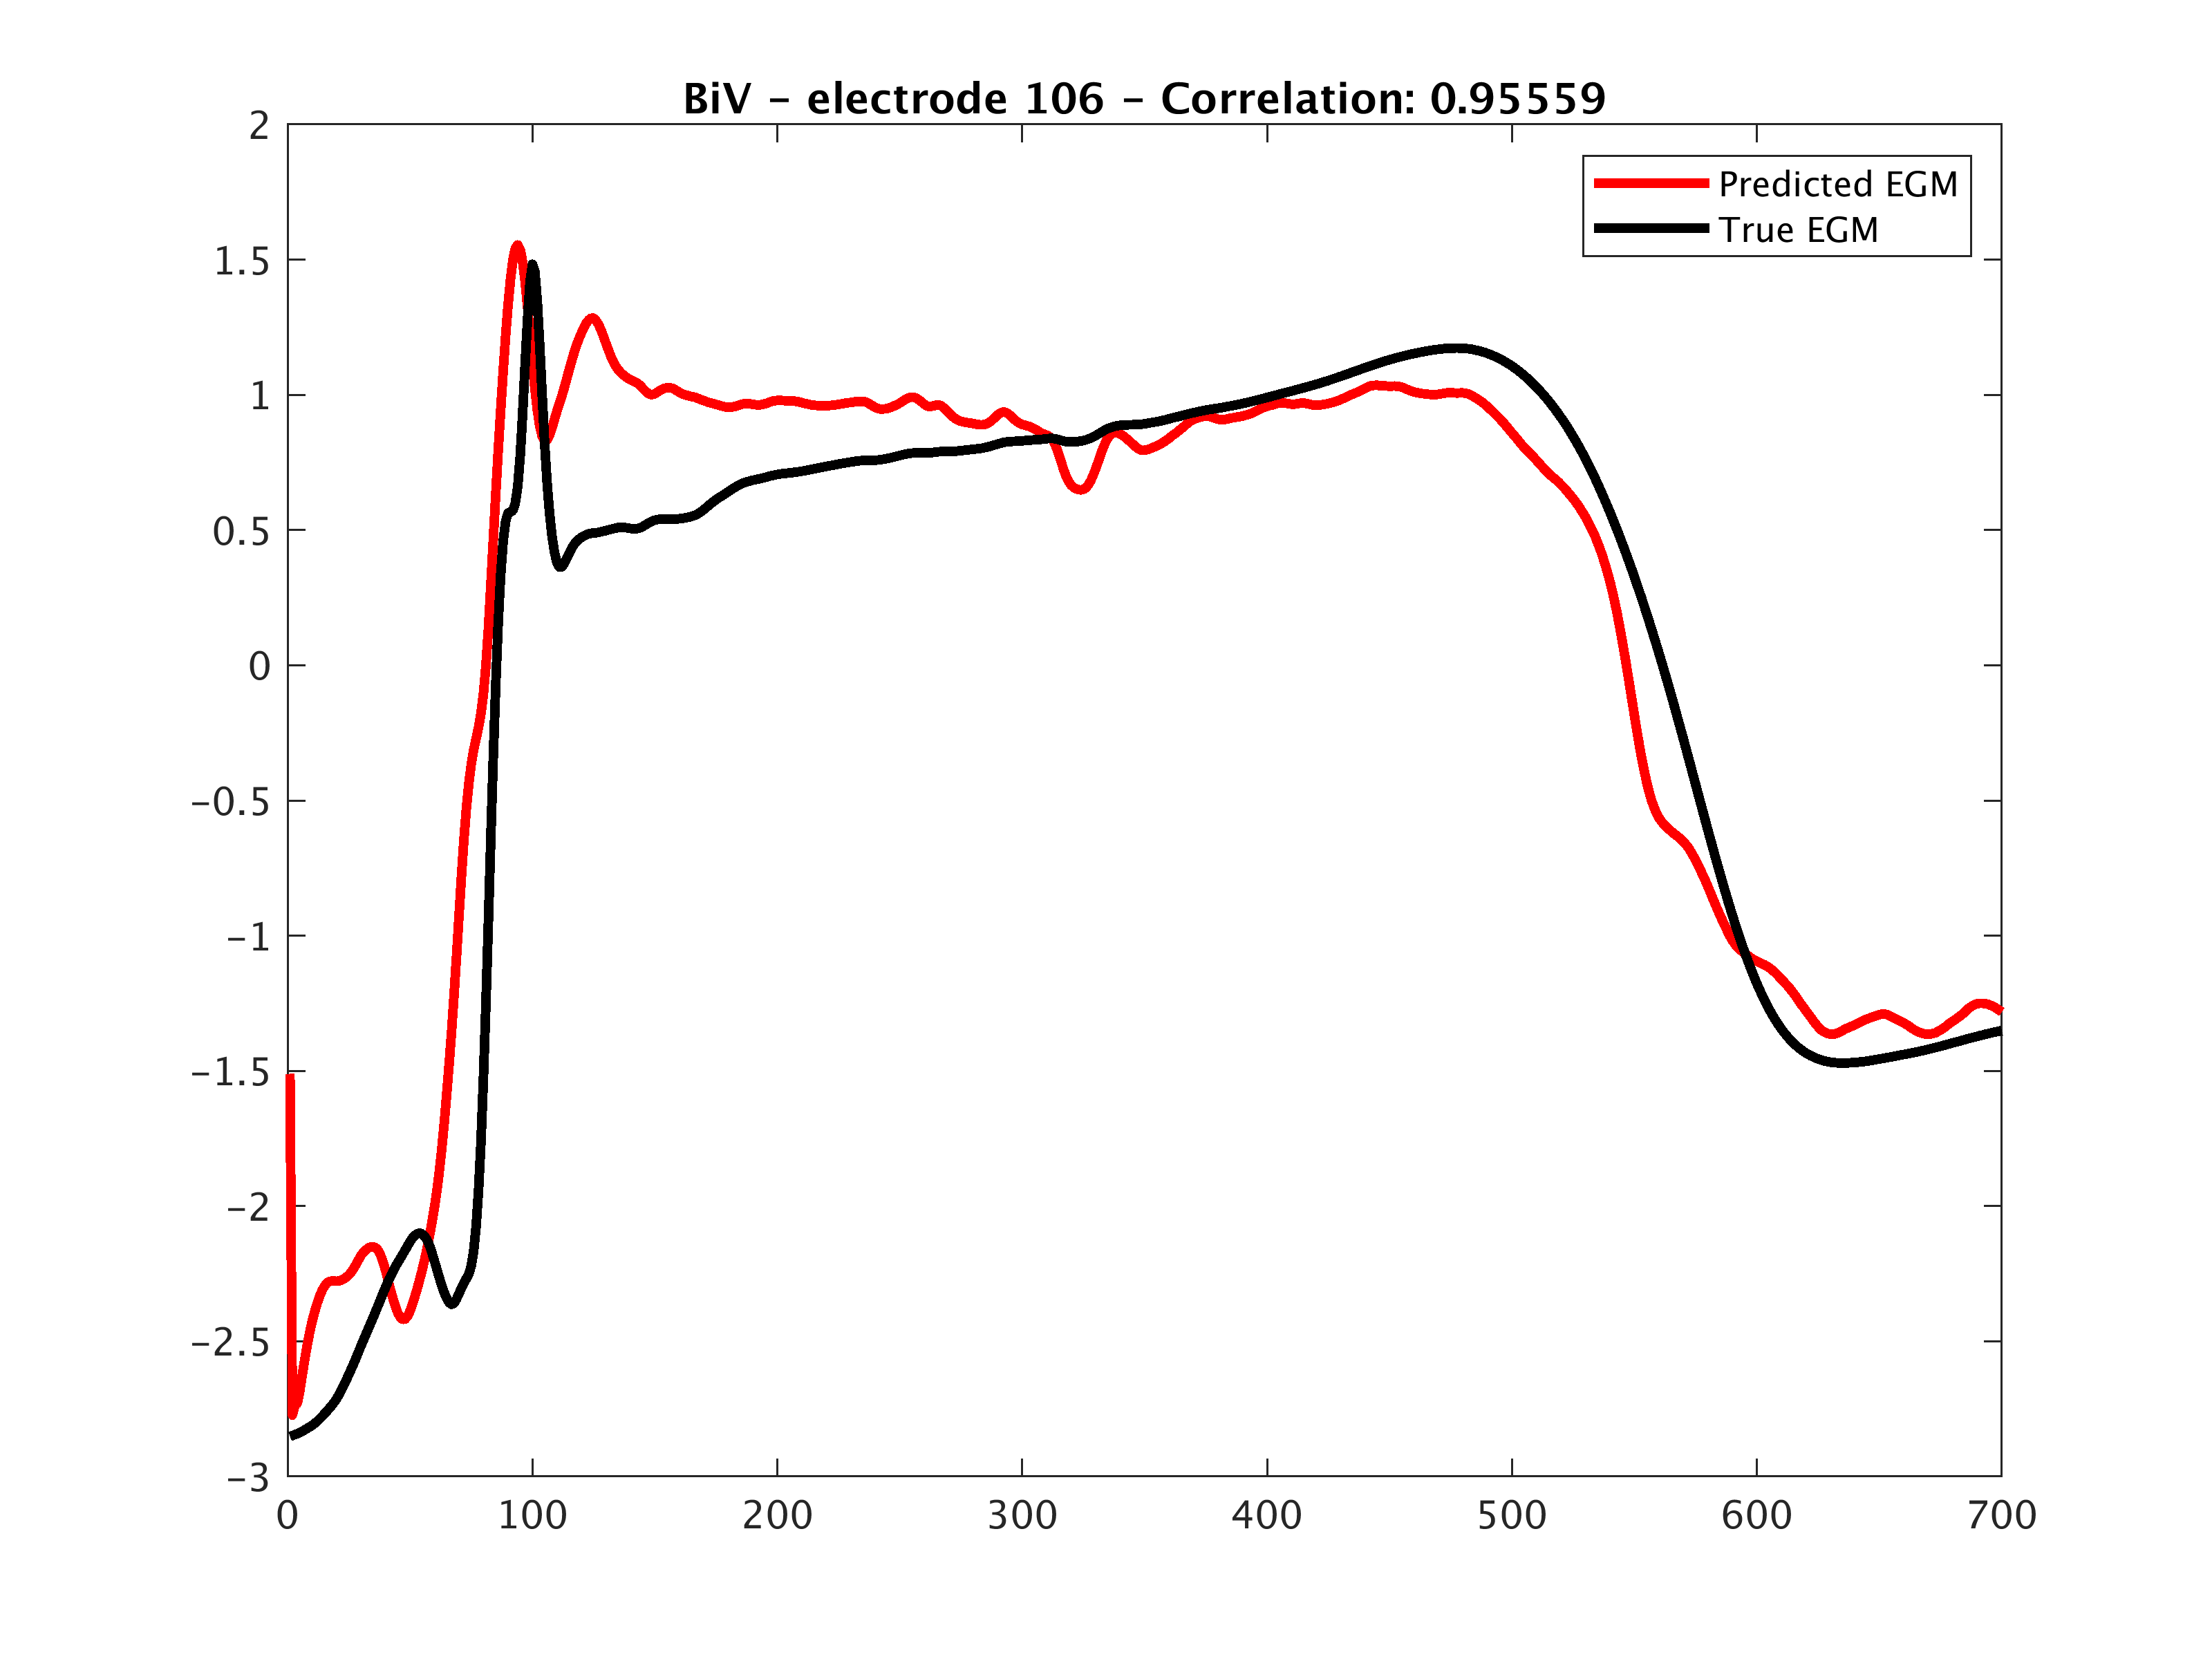 BiV – electrode 106 – Correlation: 0.95559
Predicted EGM
True EGM
2
1.5
1
0.5
0
–0.5
–1
–1.5
–2
–2.5
–3
0 100 200 300 400 500 600 700